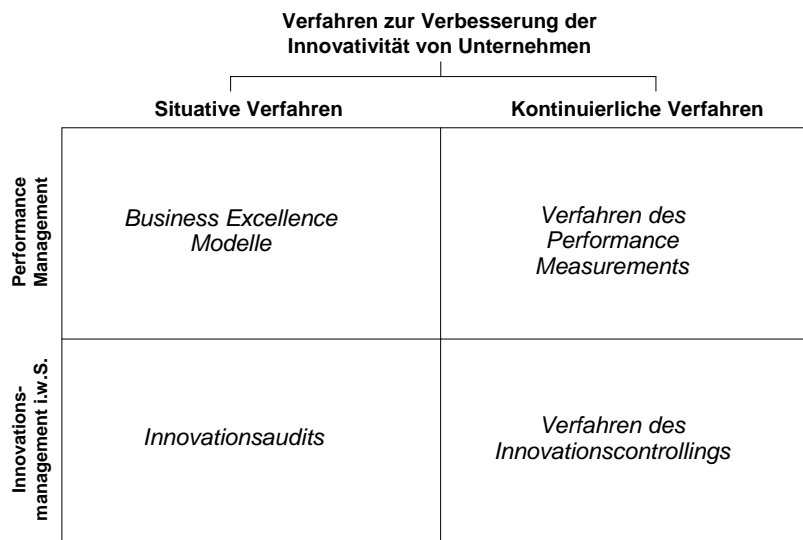 Verfahren zur Verbesserung der
Innovativität von Unternehmen
Situative Verfahren
Kontinuierliche Verfahren
Performance
Management
Business Excellence
Modelle
Verfahren des
Performance
Measurements
Innovations-
management i.w.S.
Innovationsaudits
Verfahren des
Innovationscontrollings